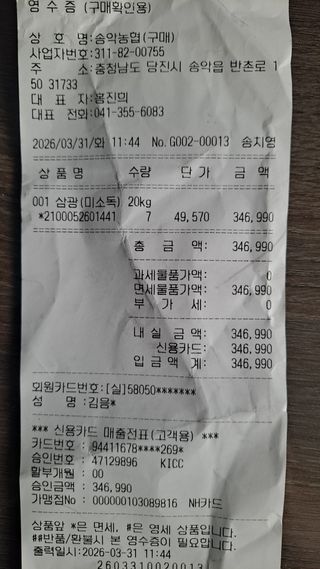 영 수 증 (구매확인용)
상 호 명:송악농협(구매)
사업자번호:311-82-00755
주 소:충청남도 당진시 송악읍 반촌로 1
50 31733
대 표 자:홍진희
대표 전화:041-355-6083
2026/03/31/화 11:44 No.G002-00013 송치영
상 품 명 수량 단 가 금 액
001 삼광(미소독) 20kg
*2100052601441 7 49,570 346,990
총 금 액: 346,990
과세물품가액: 0
면세물품가액: 346,990
부 가 세: 0
내 실 금 액: 346,990
신용카드: 346,990
입 금 액 계: 346,990
회원카드번호:[실]58050*******
성 명:김음*
*** 신용카드 매출전표(고객용) ***
카드번호 : 94411678****269*
승인번호 : 47129896 KICC
할부개월 : 00
승인금액 : 346,990
가맹점No : 000000103089816 NH카드
상품앞 *은 면세, #은 영세 상품입니다.
##반품/환불시 본 영수증이 필요합니다.
출력일시:2026-03-31 11:44
2603310020013